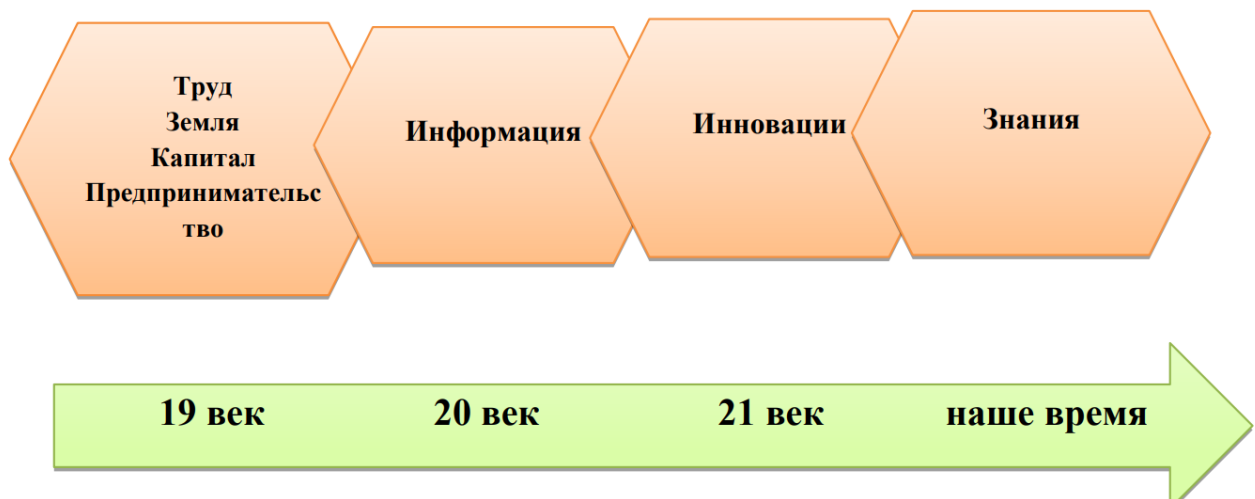 Труд
Земля
Капитал
Предпринимательс
тво
Информация
Инновации
Знания
19 век
20 век
21 век
наше время